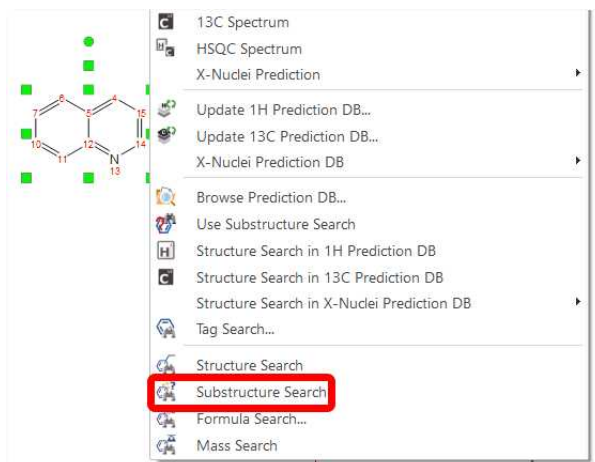 13C Spectrum
HSQC Spectrum
X-Nuclei Prediction
Update 1H Prediction DB...
Update 13C Prediction DB...
X-Nuclei Prediction DB
Browse Prediction DB...
Use Substructure Search
H Structure Search in 1H Prediction DB
C Structure Search in 13C Prediction DB
Structure Search in X-Nuclei Prediction DB
Tag Search...
Structure Search
Substructure Search
Formula Search...
Mass Search
6 4
7 5 15
10 12 14
11 N
13